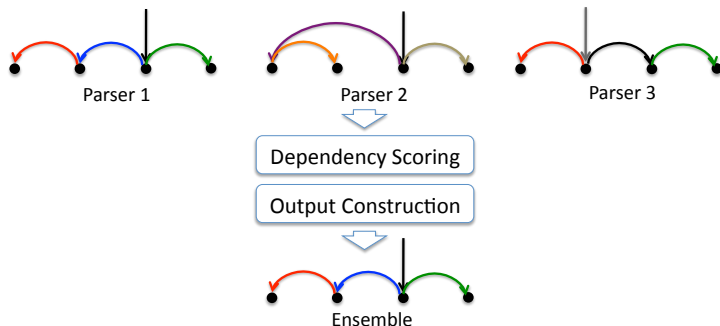 Parser 1
Parser 2
Parser 3
Dependency Scoring
Output Construction
Ensemble